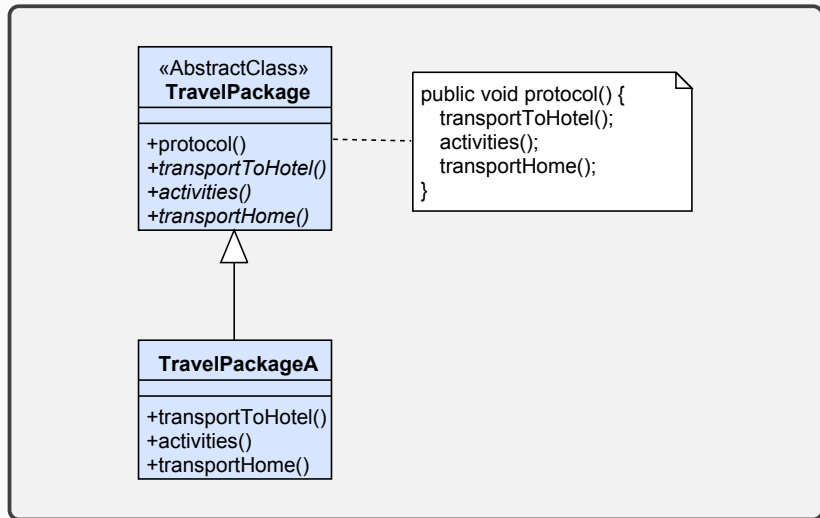 «AbstractClass»
TravelPackage
+protocol()
+transportToHotel()
+activities()
+transportHome()
public void protocol() {
transportToHotel();
activities();
transportHome();
}
TravelPackageA
+transportToHotel()
+activities()
+transportHome()